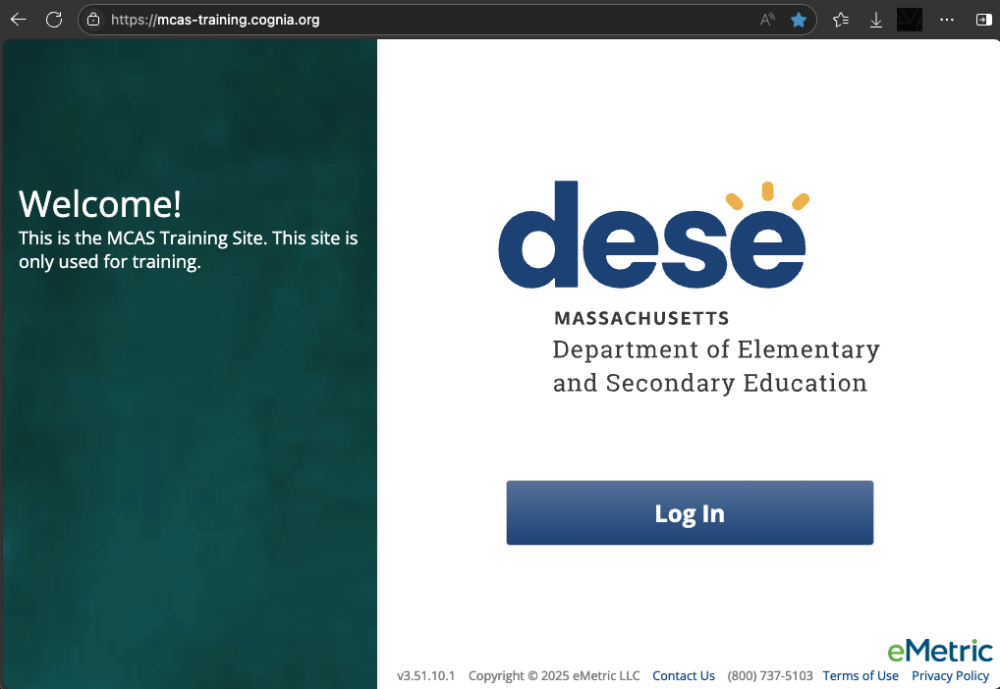 https://mcas-training.cognia.org
Welcome!
This is the MCAS Training Site. This site is
only used for training.
dese
MASSACHUSETTS
Department of Elementary
and Secondary Education
Log In
eMetric
v3.51.10.1 Copyright © 2025 eMetric LLC Contact Us (800) 737-5103 Terms of Use Privacy Policy